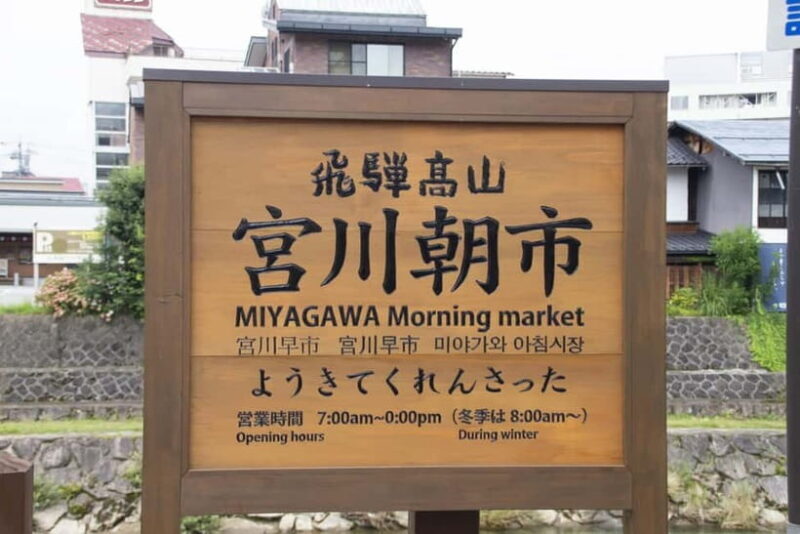 飛騨髙山
宮川朝市
MIYAGAWA Morning market
宮川早市 宮川早市 미야가와 아침시장
ようきてくれんさった
営業時間 7:00am~0:00pm (冬季は 8:00am~)
Opening hours During winter